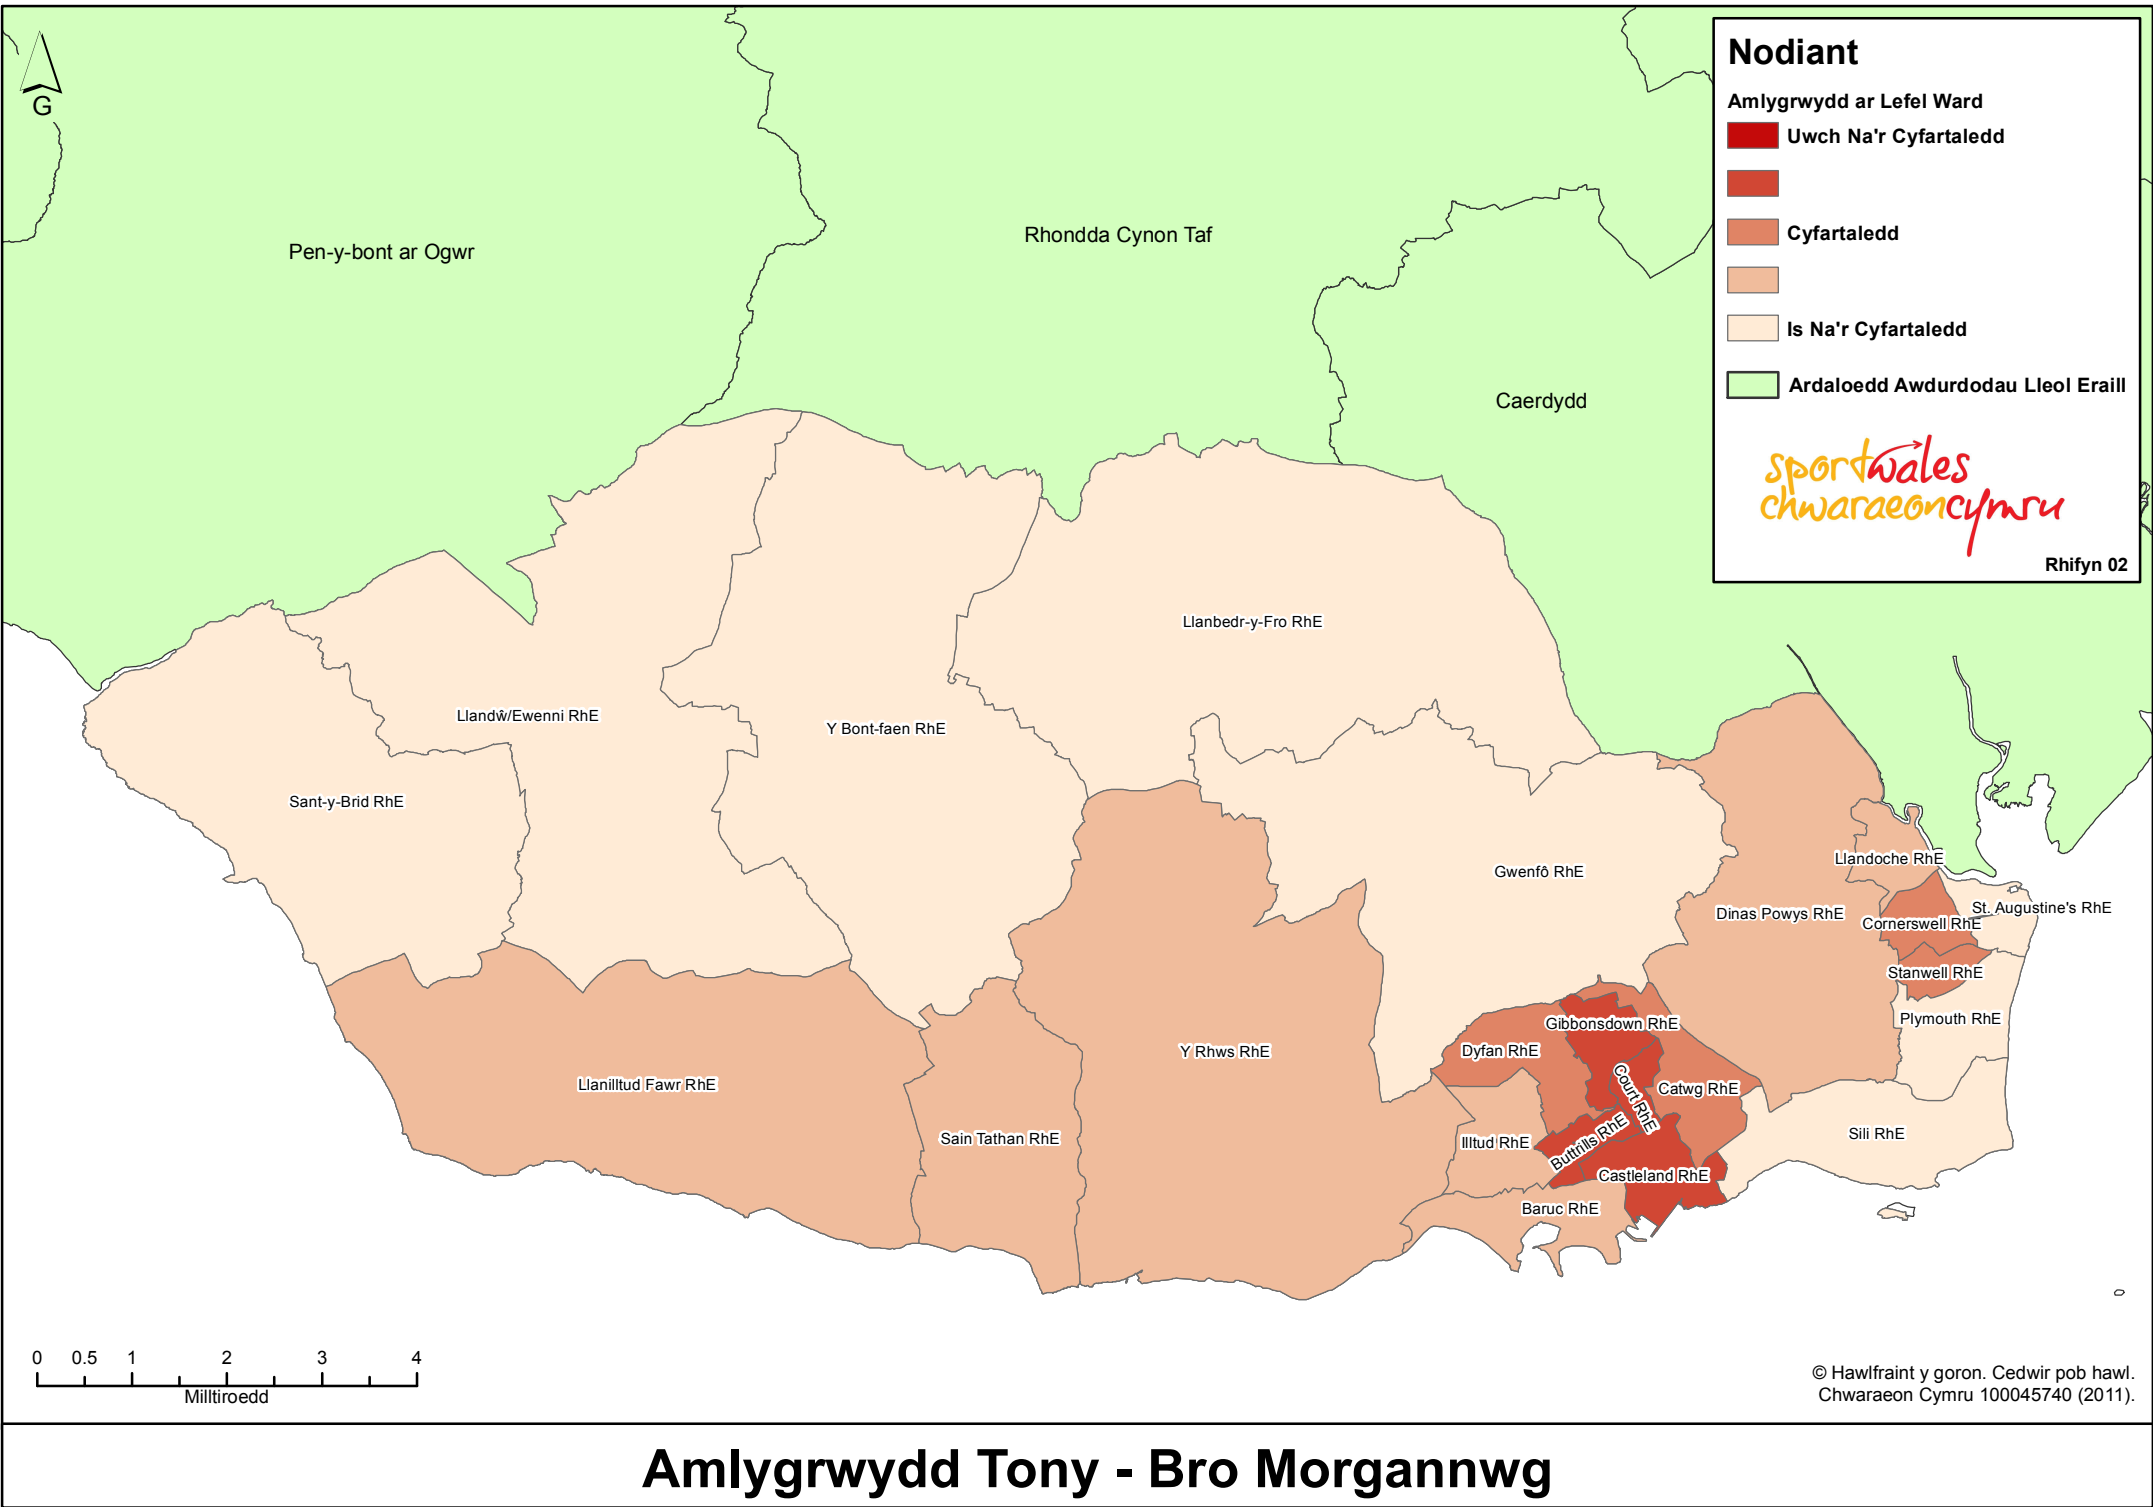 G
Pen-y-bont ar Ogwr
Rhondda Cynon Taf
Caerdydd
Nodiant
Amlygrwydd ar Lefel Ward
Uwch Na'r Cyfartaledd
Cyfartaledd
Is Na'r Cyfartaledd
Ardaloedd Awdurdodau Lleol Eraill
sportwales
chwaraeoncymru
Rhifyn 02
Llanbedr-y-Fro RhE
Llandŵ/Ewenni RhE
Y Bont-faen RhE
Sant-y-Brid RhE
Gwenfô RhE
Llandoche RhE
Dinas Powys RhE
St. Augustine's RhE
Cornerswell RhE
Stanwell RhE
Plymouth RhE
Gibbonsdown RhE
Dyfan RhE
Y Rhws RhE
Court RhE
Catwg RhE
Llanilltud Fawr RhE
Sain Tathan RhE
Illtud RhE
Buttrills RhE
Sili RhE
Castleland RhE
Baruc RhE
0 0.5 1 2 3 4
Milltiroedd
© Hawlfraint y goron. Cedwir pob hawl.
Chwaraeon Cymru 100045740 (2011).
Amlygrwydd Tony - Bro Morgannwg